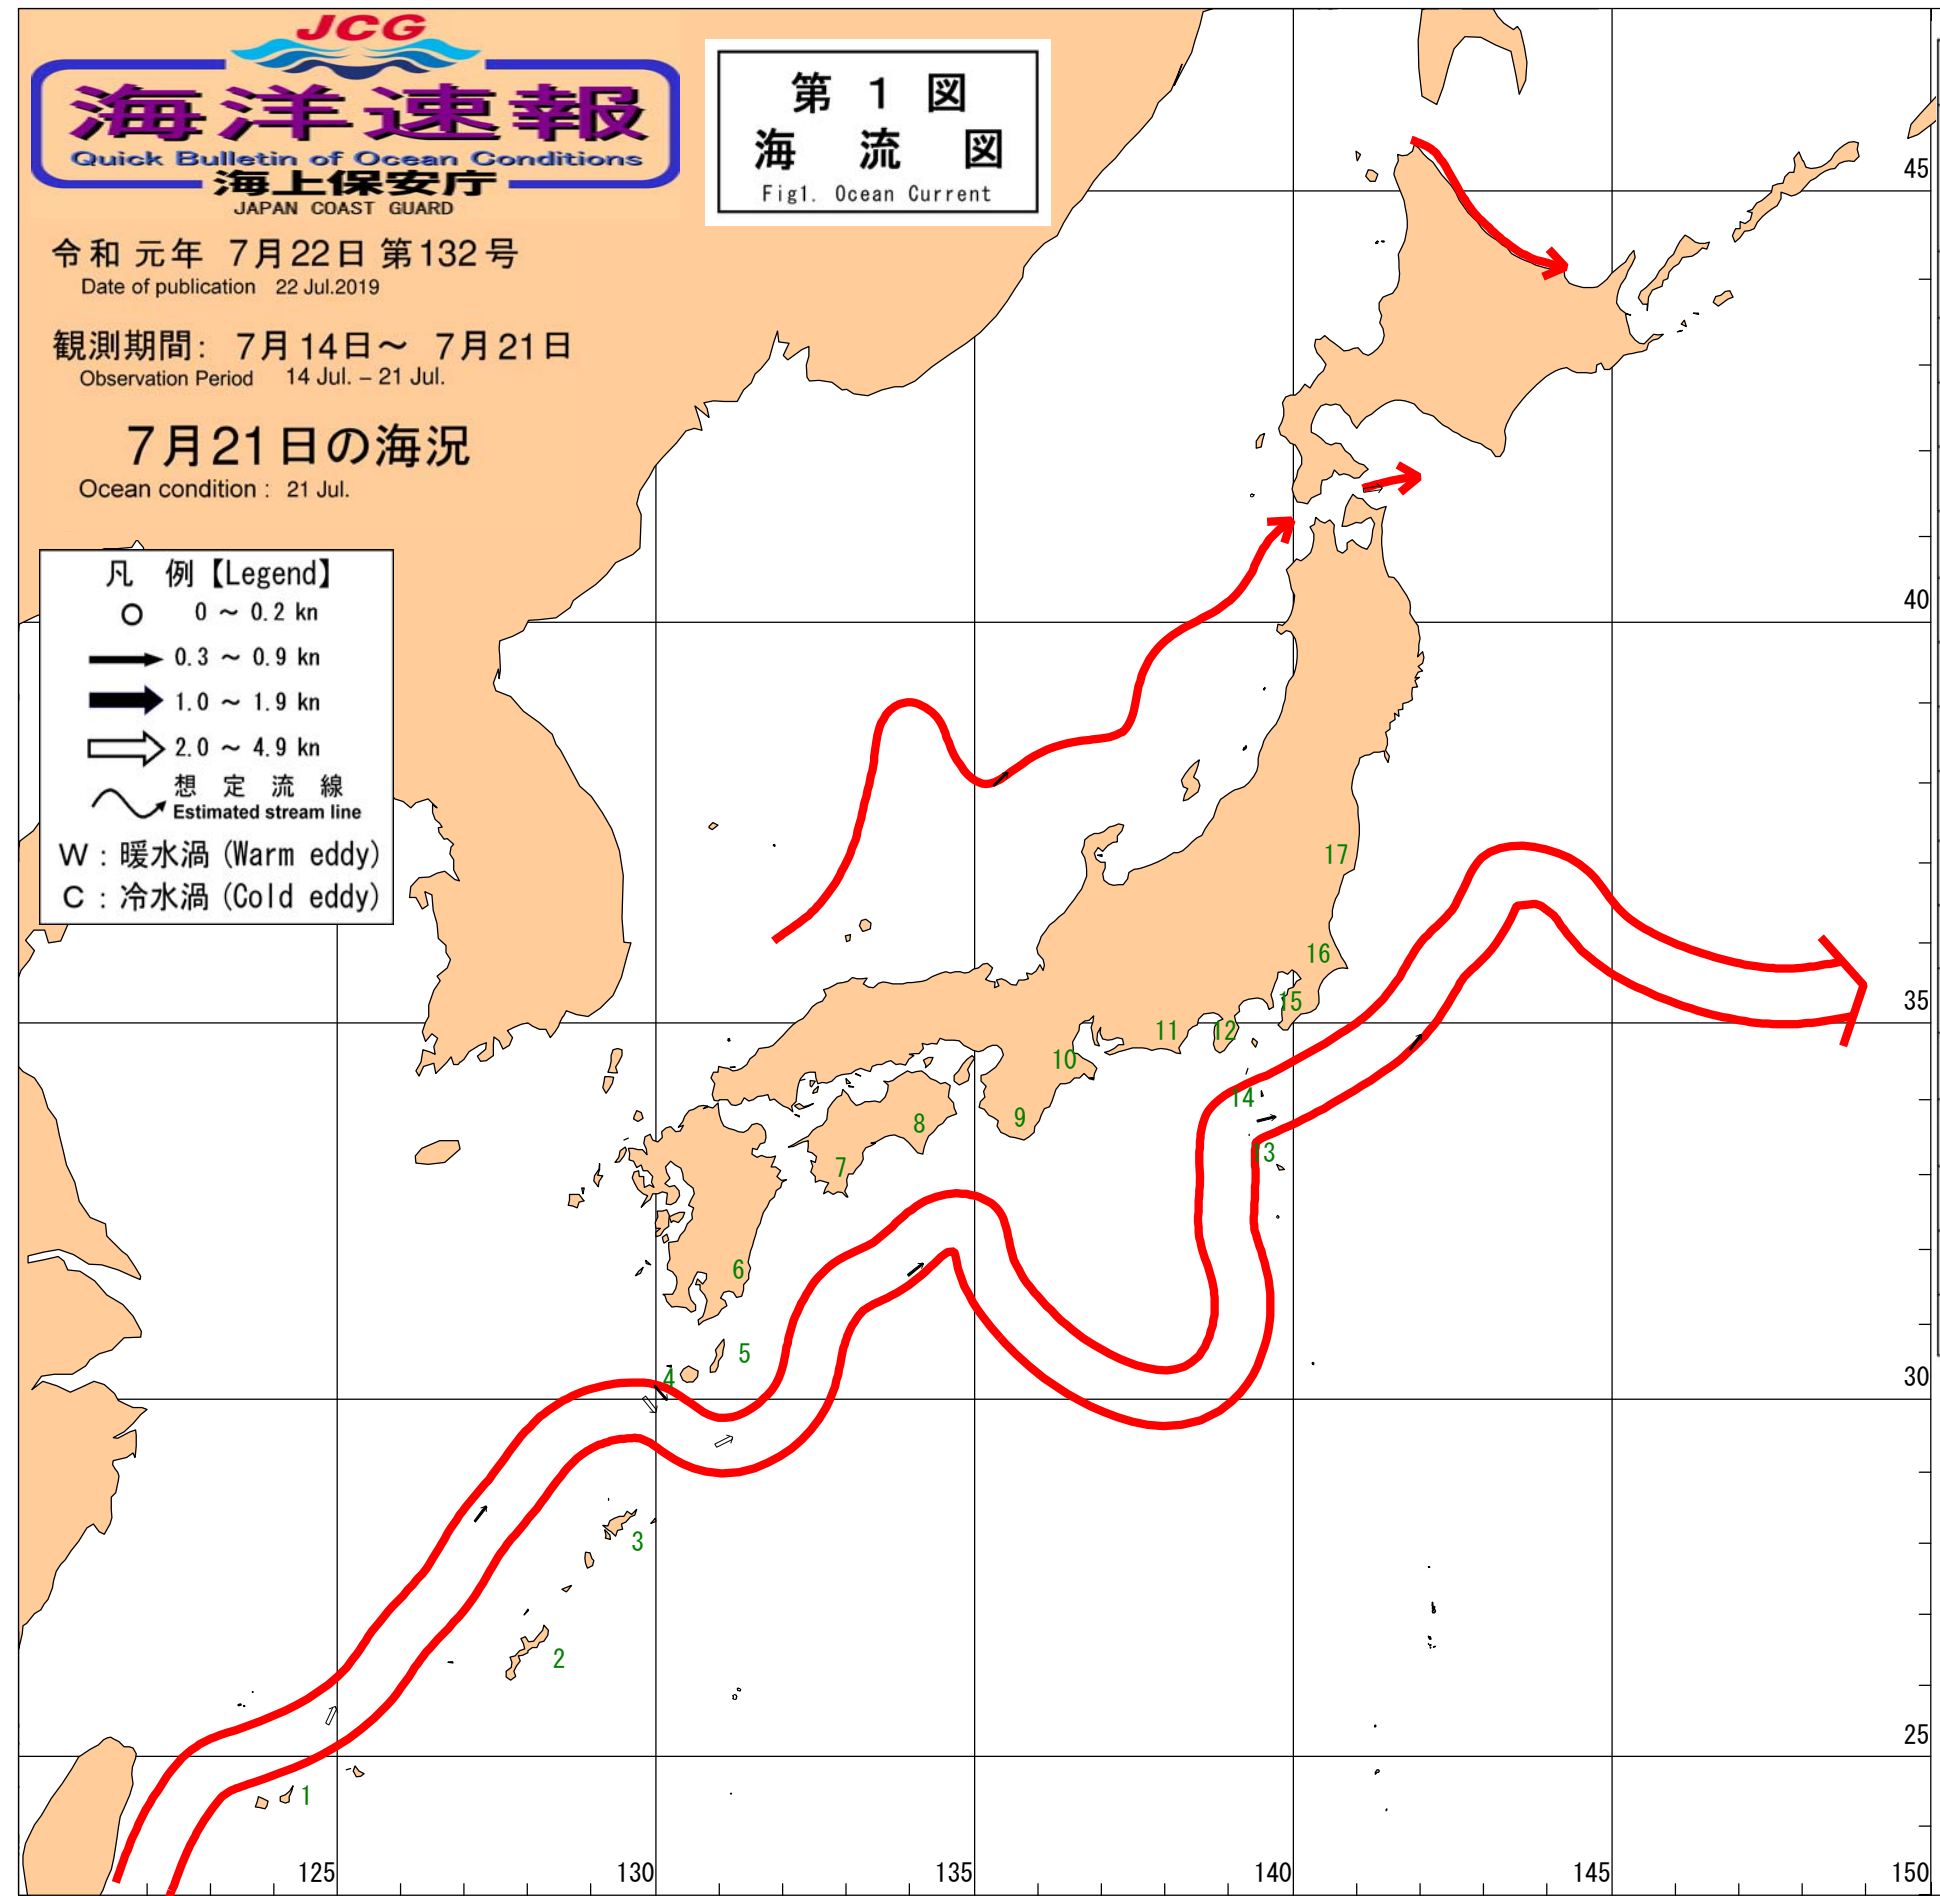 JCG
海洋速報
Quick Bulletin of Ocean Conditions
海上保安庁
JAPAN COAST GUARD
第 1 図
海 流 図
Fig1. Ocean Current
令和 元年 7月22日 第132号
Date of publication 22 Jul.2019
観測期間: 7月14日～ 7月21日
Observation Period 14 Jul. – 21 Jul.
7月21日の海況
Ocean condition : 21 Jul.
凡 例【Legend】
0 ～ 0.2 kn
0.3 ～ 0.9 kn
1.0 ～ 1.9 kn
2.0 ～ 4.9 kn
想 定 流 線
Estimated stream line
W : 暖水渦 (Warm eddy)
C : 冷水渦 (Cold eddy)
45
40
35
30
25
17
16
15
14
13
12
11
10
9
8
7
6
5
4
3
2
1
125
130
135
140
145
150